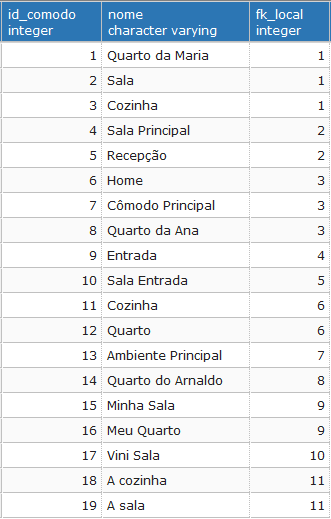 id_comodo nome fk_local
integer character varying integer
1 Quarto da Maria 1
2 Sala 1
3 Cozinha 1
4 Sala Principal 2
5 Recepção 2
6 Home 3
7 Cômodo Principal 3
8 Quarto da Ana 3
9 Entrada 4
10 Sala Entrada 5
11 Cozinha 6
12 Quarto 6
13 Ambiente Principal 7
14 Quarto do Arnaldo 8
15 Minha Sala 9
16 Meu Quarto 9
17 Vini Sala 10
18 A cozinha 11
19 A sala 11